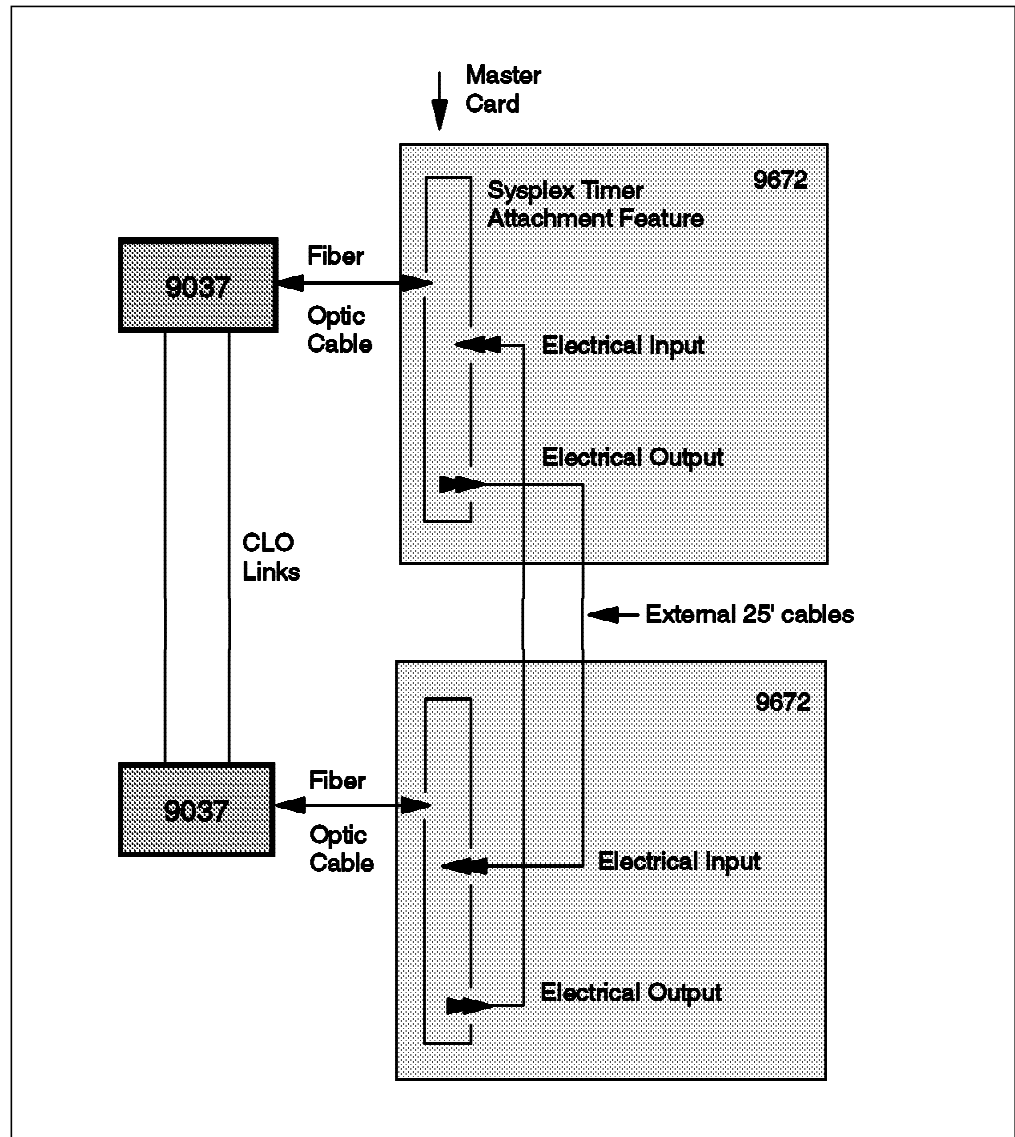 Master
Card
9672
Sysplex Timer
Attachment Feature
Fiber
9037
Optic
Cable
Electrical Input
Electrical Output
CLO
Links
External 25' cables
9672
Fiber
9037
Optic
Cable
Electrical Input
Electrical Output